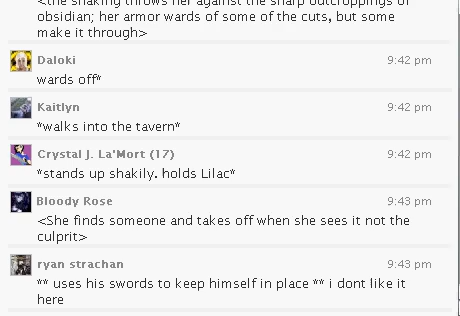 <the shaking throws her against the sharp outcroppings of
obsidian; her armor wards of some of the cuts, but some
make it through>
Daloki 9:42 pm
wards off*
Kaitlyn 9:42 pm
*walks into the tavern*
Crystal J. La'Mort (17) 9:42 pm
*stands up shakily. holds Lilac*
Bloody Rose 9:43 pm
<She finds someone and takes off when she sees it not the
culprit>
ryan strachan 9:43 pm
** uses his swords to keep himself in place ** i dont like it
here